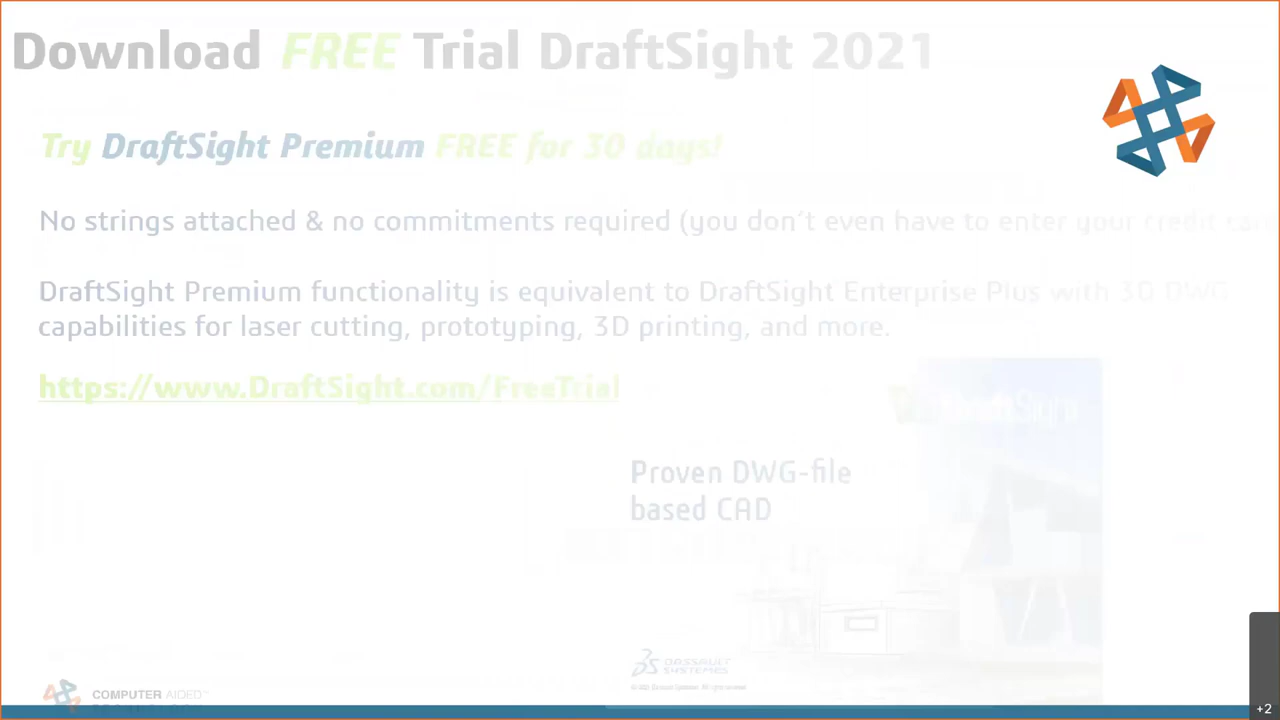 Download FREE Trial DraftSight 2021
Try DraftSight Premium FREE for 30 days!
No strings attached & no commitments required (you don't even have to enter your credit
DraftSight Premium functionality is equivalent to DraftSight Enterprise Plus with 3D DWG
capabilities for laser cutting, prototyping, 3D printing, and more.
https://www.DraftSight.com/FreeTrial
DraftSight
Proven DWG-file
based CAD
DASSAULT
SYSTEMES
COMPUTER AIDED
+2